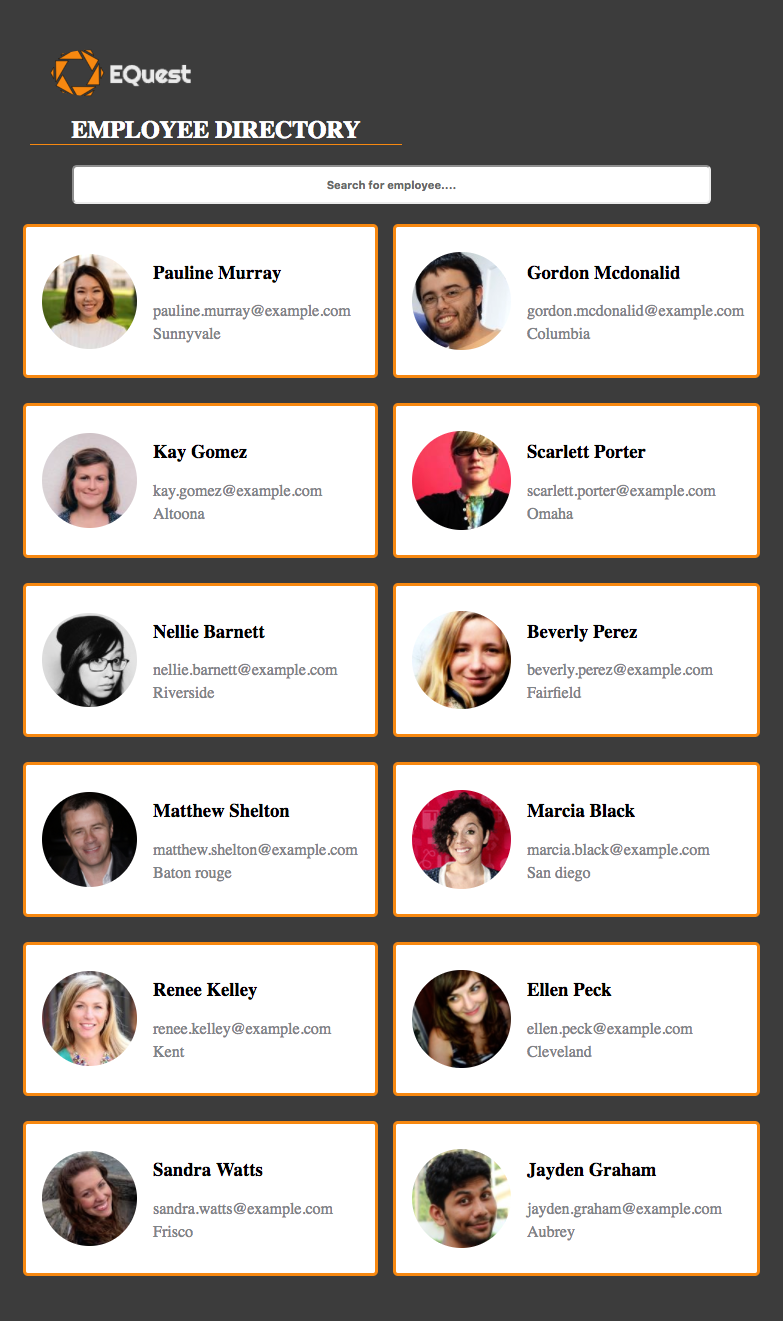 EQuest
EMPLOYEE DIRECTORY
Search for employee....
Pauline Murray
pauline.murray@example.com
Sunnyvale
Gordon Mcdonalid
gordon.mcdonalid@example.com
Columbia
Kay Gomez
kay.gomez@example.com
Altoona
Scarlett Porter
scarlett.porter@example.com
Omaha
Nellie Barnett
nellie.barnett@example.com
Riverside
Beverly Perez
beverly.perez@example.com
Fairfield
Matthew Shelton
matthew.shelton@example.com
Baton rouge
Marcia Black
marcia.black@example.com
San diego
Renee Kelley
renee.kelley@example.com
Kent
Ellen Peck
ellen.peck@example.com
Cleveland
Sandra Watts
sandra.watts@example.com
Frisco
Jayden Graham
jayden.graham@example.com
Aubrey